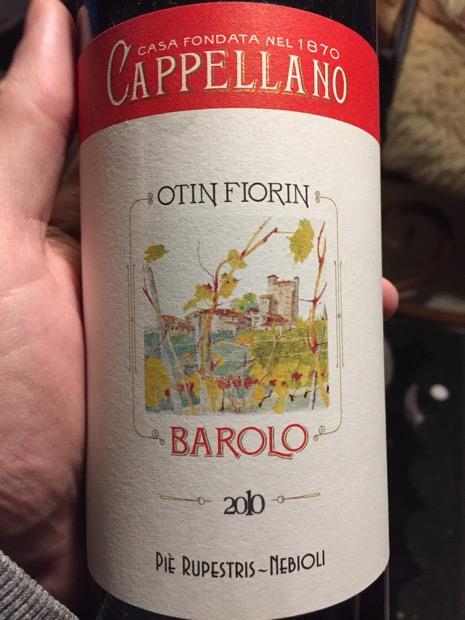 CASA FONDATA NEL 1870
CAPPELLANO
OTIN FIORIN
BAROLO
2010
PIÈ RUPESTRIS~NEBIOLI